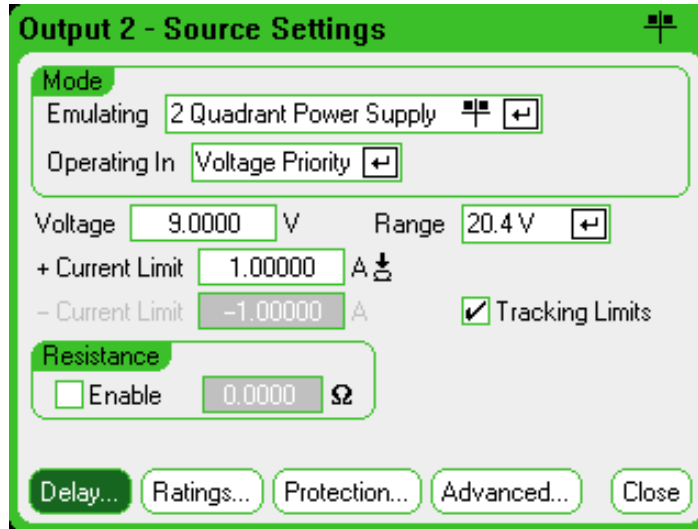 Output 2 - Source Settings
Mode
Emulating 2 Quadrant Power Supply
Operating In Voltage Priority
Voltage 9.0000 V Range 20.4 V
+ Current Limit 1.00000 A
− Current Limit −1.00000 A ✓ Tracking Limits
Resistance
Enable 0.0000 Ω
Delay... Ratings... Protection... Advanced... Close